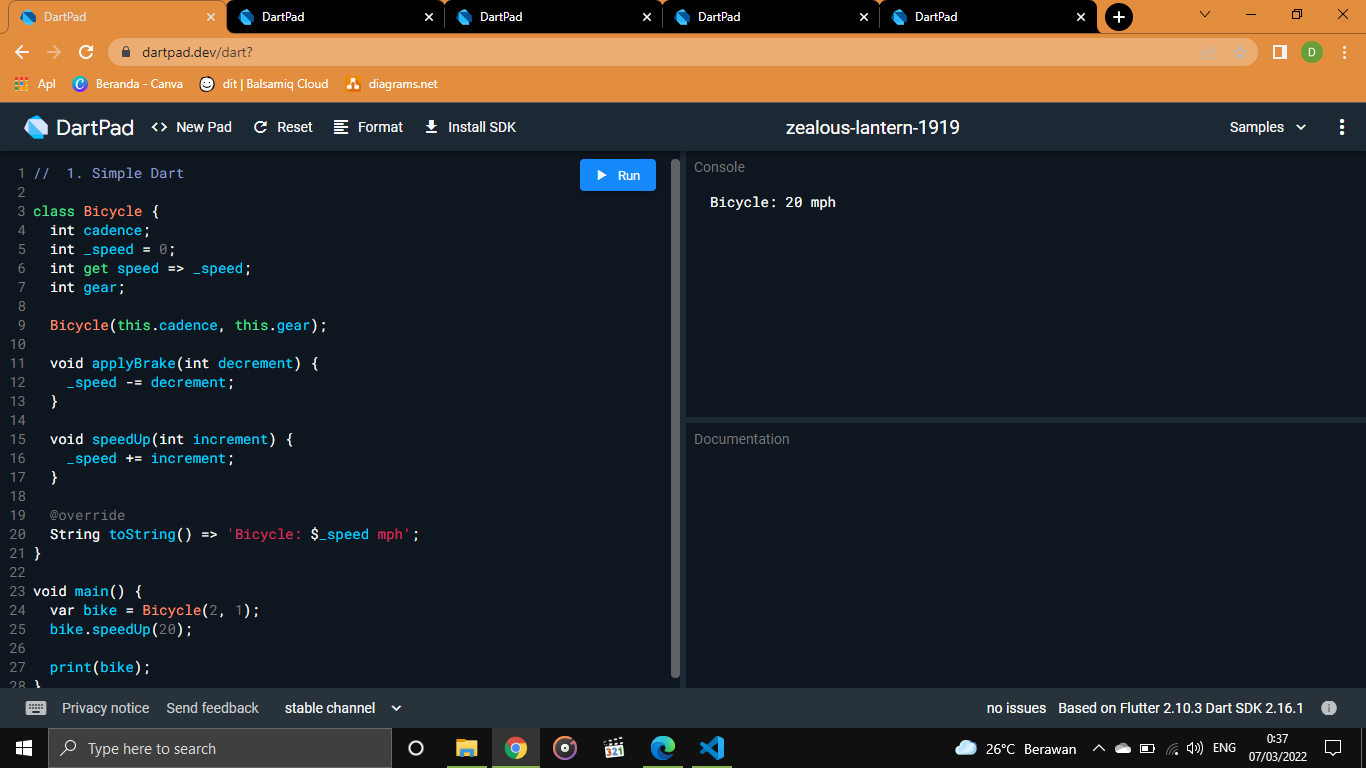 DartPad
DartPad
DartPad
DartPad
DartPad
dartpad.dev/dart?
D
Apl
Beranda - Canva
dit | Balsamiq Cloud
diagrams.net
DartPad
<> New Pad
Reset
Format
Install SDK
zealous-lantern-1919
Samples
Run
1 //  1. Simple Dart
2
3 class Bicycle {
4   int cadence;
5   int _speed = 0;
6   int get speed => _speed;
7   int gear;
8
9   Bicycle(this.cadence, this.gear);
10
11   void applyBrake(int decrement) {
12     _speed -= decrement;
13   }
14
15   void speedUp(int increment) {
16     _speed += increment;
17   }
18
19   @override
20   String toString() => 'Bicycle: $_speed mph';
21 }
22
23 void main() {
24   var bike = Bicycle(2, 1);
25   bike.speedUp(20);
26
27   print(bike);
28 }
Console
Bicycle: 20 mph
Documentation
Privacy notice
Send feedback
stable channel
no issues
Based on Flutter 2.10.3 Dart SDK 2.16.1
Type here to search
321
26°C Berawan
ENG
0:37
07/03/2022